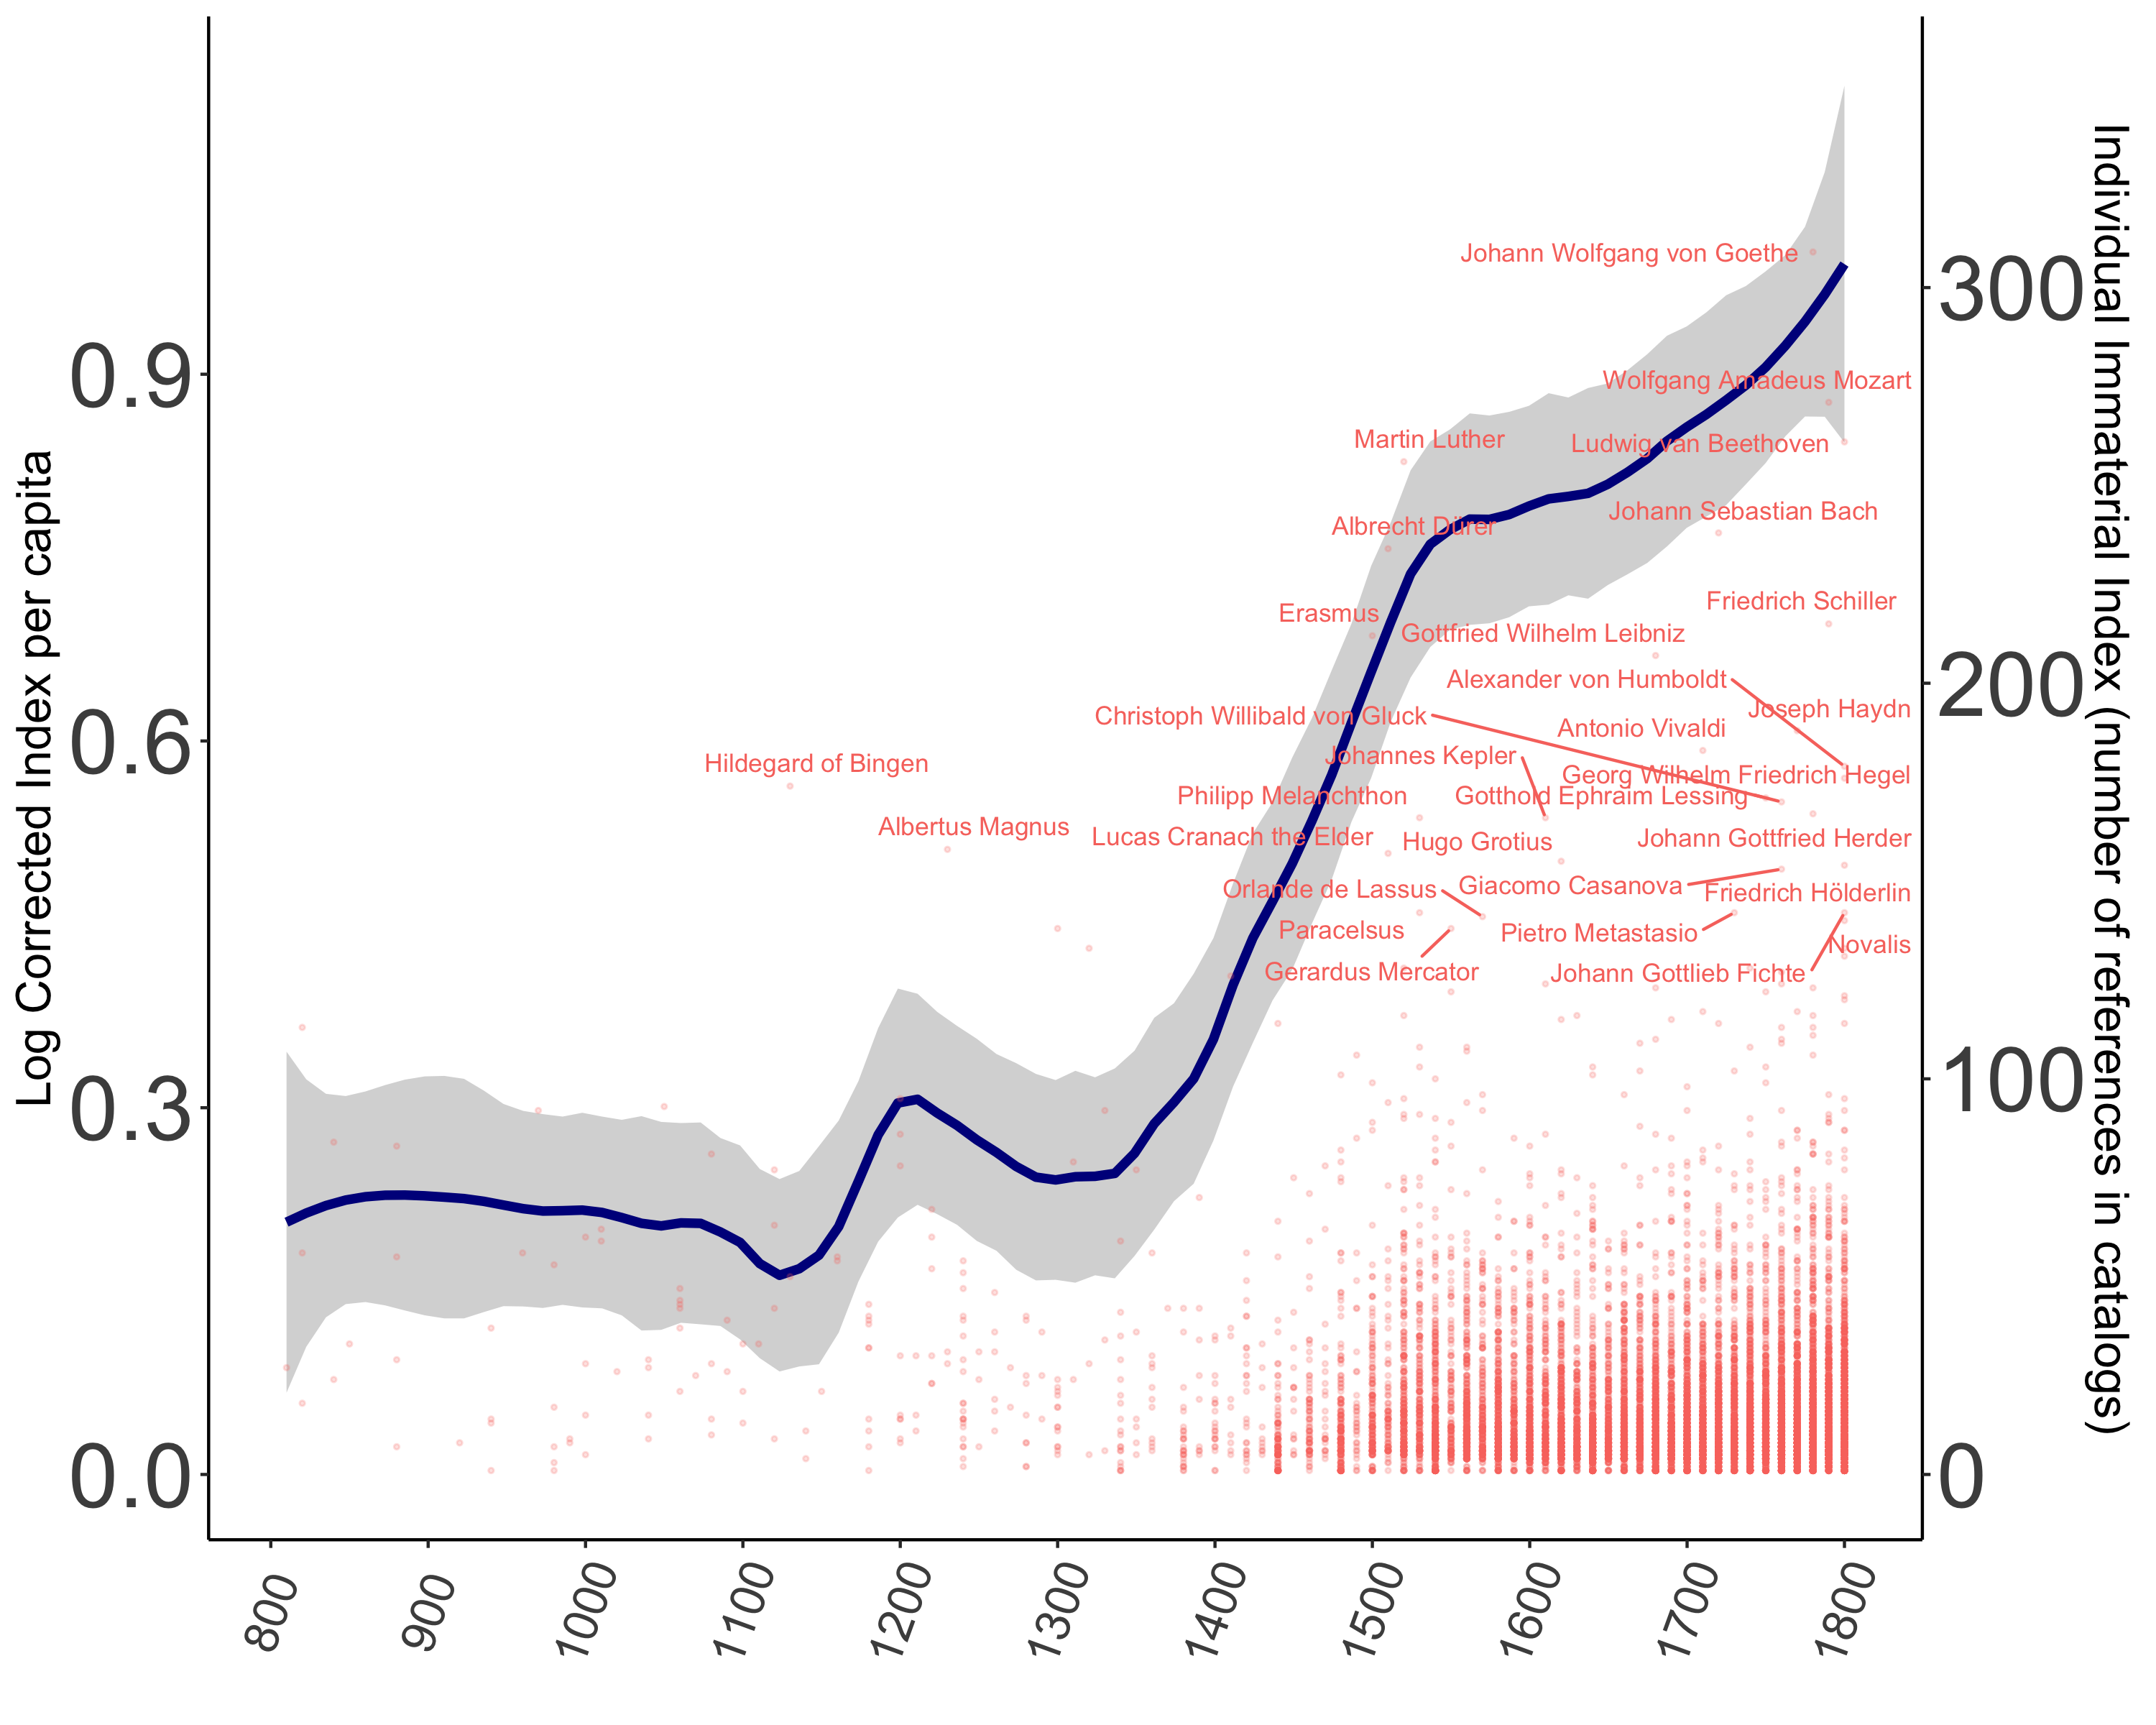 Log Corrected Index per capita
0.9
0.6
0.3
0.0
300
200
100
0
Individual Immaterial Index (number of references in catalogs)
800
900
1000
1100
1200
1300
1400
1500
1600
1700
1800
Johann Wolfgang von Goethe
Wolfgang Amadeus Mozart
Martin Luther
Ludwig van Beethoven
Johann Sebastian Bach
Albrecht Dürer
Friedrich Schiller
Erasmus
Gottfried Wilhelm Leibniz
Alexander von Humboldt
Joseph Haydn
Christoph Willibald von Gluck
Antonio Vivaldi
Johannes Kepler
Hildegard of Bingen
Georg Wilhelm Friedrich Hegel
Philipp Melanchthon
Gotthold Ephraim Lessing
Albertus Magnus
Lucas Cranach the Elder
Hugo Grotius
Johann Gottfried Herder
Orlande de Lassus
Giacomo Casanova
Friedrich Hölderlin
Paracelsus
Pietro Metastasio
Novalis
Gerardus Mercator
Johann Gottlieb Fichte